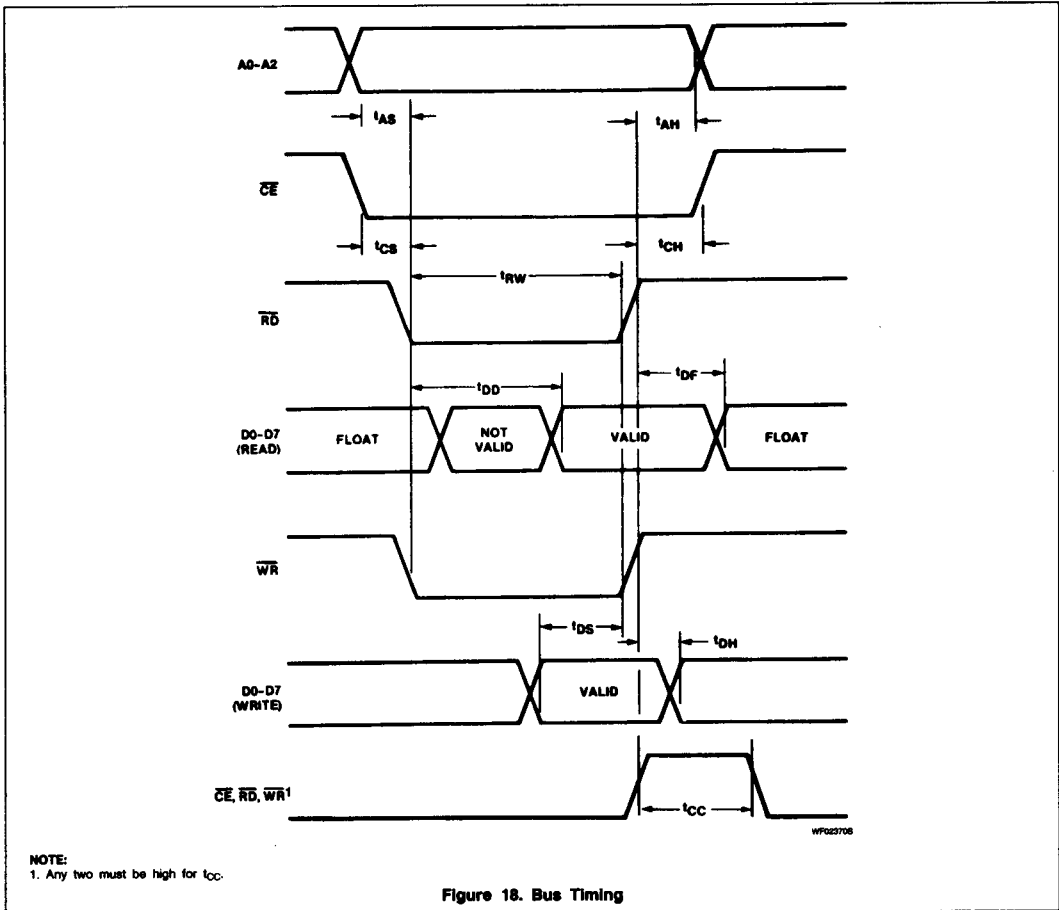 A0-A2
tAS
tAH
CE
tCS
tCH
tRW
RD
tDF
tDD
D0-D7
(READ)
FLOAT
NOT
VALID
VALID
FLOAT
WR
tDS
tDH
D0-D7
(WRITE)
VALID
CE, RD, WR1
tCC
WF02370S
NOTE:
1. Any two must be high for tCC.
Figure 18. Bus Timing